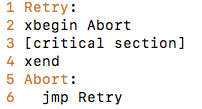 1 Retry:
2 xbegin Abort
3 [critical section]
4 xend
5 Abort:
6   jmp Retry